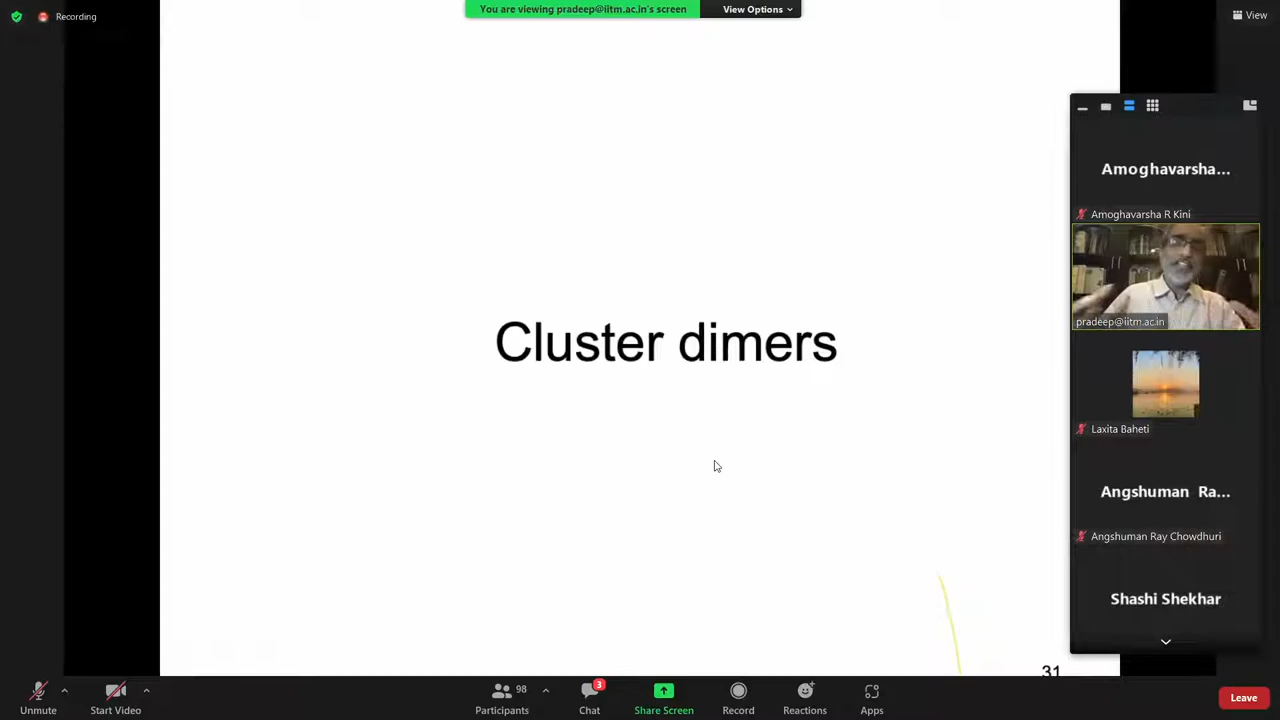 Recording
You are viewing pradeep@iitm.ac.in's screen
View Options
View
Amoghavarsha...
Amoghavarsha R Kini
pradeep@iitm.ac.in
Laxita Baheti
Angshuman Ra...
Angshuman Ray Chowdhuri
Shashi Shekhar
Cluster dimers
31
Unmute
Start Video
98
Participants
3
Chat
Share Screen
Record
Reactions
Apps
Leave